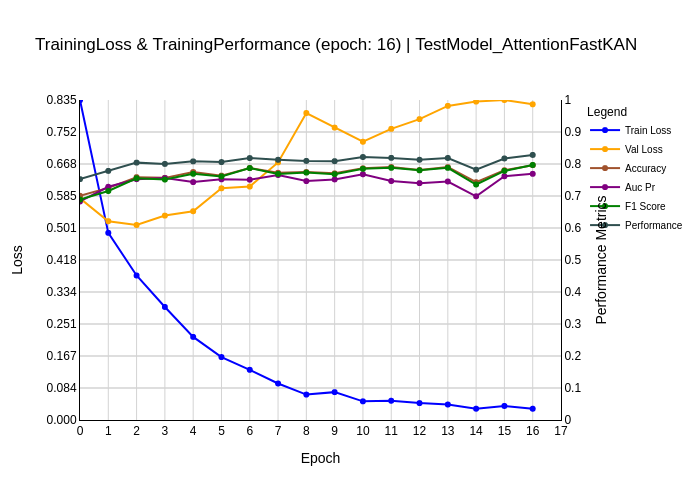 TrainingLoss & TrainingPerformance (epoch: 16) | TestModel_AttentionFastKAN
0.835
0.752
0.668
0.585
0.501
0.418
0.334
0.251
0.167
0.084
0.000
Loss
0 1 2 3 4 5 6 7 8 9 10 11 12 13 14 15 16 17
Epoch
1
0.9
0.8
0.7
0.6
0.5
0.4
0.3
0.2
0.1
0
Performance Metrics
Legend
Train Loss
Val Loss
Accuracy
Auc Pr
F1 Score
Performance